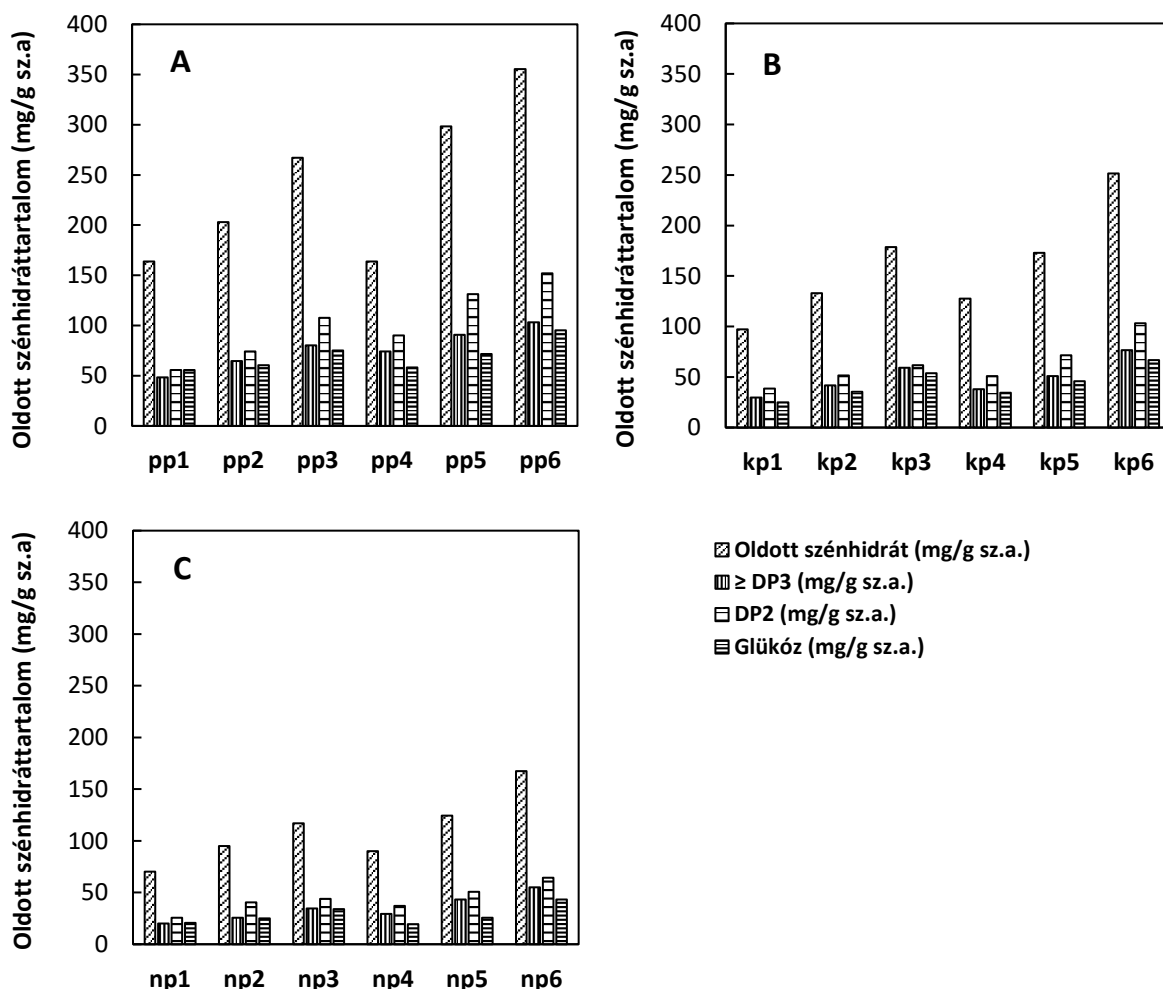 Oldott szénhidráttartalom (mg/g sz.a)
400
350
300
250
200
150
100
50
0
A
pp1 pp2 pp3 pp4 pp5 pp6
Oldott szénhidráttartalom (mg/g sz.a)
400
350
300
250
200
150
100
50
0
B
kp1 kp2 kp3 kp4 kp5 kp6
Oldott szénhidráttartalom (mg/g sz.a)
400
350
300
250
200
150
100
50
0
C
np1 np2 np3 np4 np5 np6
Oldott szénhidrát (mg/g sz.a.)
≥ DP3 (mg/g sz.a.)
DP2 (mg/g sz.a.)
Glükóz (mg/g sz.a.)